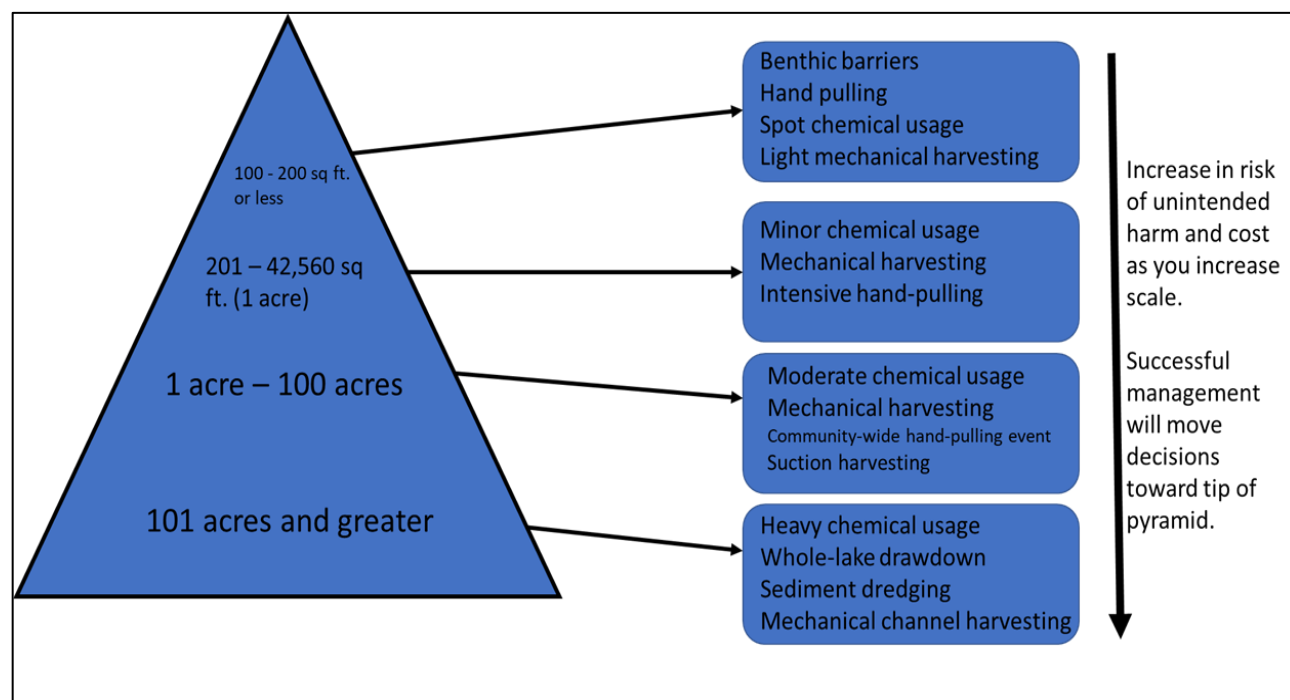 100 - 200 sq ft.
or less
201 – 42,560 sq
ft. (1 acre)
1 acre – 100 acres
101 acres and greater
Benthic barriers
Hand pulling
Spot chemical usage
Light mechanical harvesting
Minor chemical usage
Mechanical harvesting
Intensive hand-pulling
Moderate chemical usage
Mechanical harvesting
Community-wide hand-pulling event
Suction harvesting
Heavy chemical usage
Whole-lake drawdown
Sediment dredging
Mechanical channel harvesting
Increase in risk
of unintended
harm and cost
as you increase
scale.
Successful
management
will move
decisions
toward tip of
pyramid.